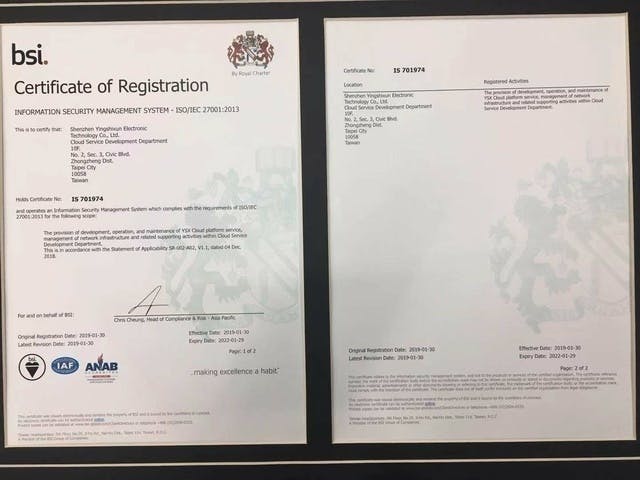 bsi.
By Royal Charter
Certificate of Registration
INFORMATION SECURITY MANAGEMENT SYSTEM - ISO/IEC 27001:2013
This is to certify that:
Shenzhen Yingshixun Electronic
Technology Co., Ltd.
Cloud Service Development Department
10F.
No. 2, Sec. 3, Civic Blvd.
Zhongzheng Dist.
Taipei City
10058
Taiwan
Holds Certificate No:
IS 701974
and operates an Information Security Management System which complies with the requirements of ISO/IEC
27001:2013 for the following scope:
The provision of development, operation, and maintenance of YSX Cloud platform service,
management of network infrastructure and related supporting activities within Cloud Service
Development Department.
This is in accordance with the Statement of Applicability SR-002-A02, V1.1, dated 04 Dec.
2018.
For and on behalf of BSI:
Chris Cheung, Head of Compliance & Risk - Asia Pacific
Original Registration Date: 2019-01-30
Effective Date: 2019-01-30
Latest Revision Date: 2019-01-30
Expiry Date: 2022-01-29
Page: 1 of 2
bsi.
IAF
ANAB
ACCREDITED
...making excellence a habit
Certificate No:
IS 701974
Location
Registered Activities
Shenzhen Yingshixun Electronic
Technology Co., Ltd.
Cloud Service Development Department
10F.
No. 2, Sec. 3, Civic Blvd.
Zhongzheng Dist.
Taipei City
10058
Taiwan
The provision of development, operation, and maintenance of
YSX Cloud platform service, management of network
infrastructure and related supporting activities within Cloud
Service Development Department.
Original Registration Date: 2019-01-30
Effective Date: 2019-01-30
Latest Revision Date: 2019-01-30
Expiry Date: 2022-01-29
Page: 2 of 2